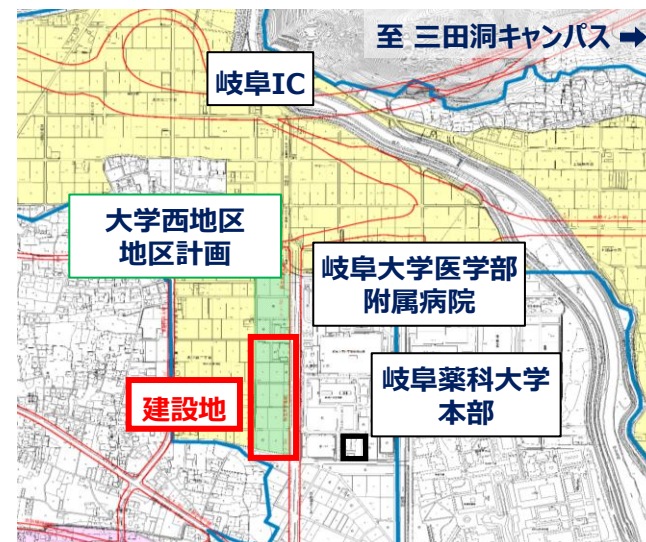 至 三田洞キャンパス ➡
岐阜IC
大学西地区
地区計画
岐阜大学医学部
附属病院
岐阜薬科大学
本部
建設地